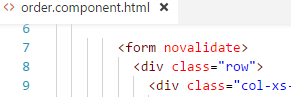 <> order.component.html ×
6
7 <form novalidate>
8 <div class="row">
9 <div class="col-xs-